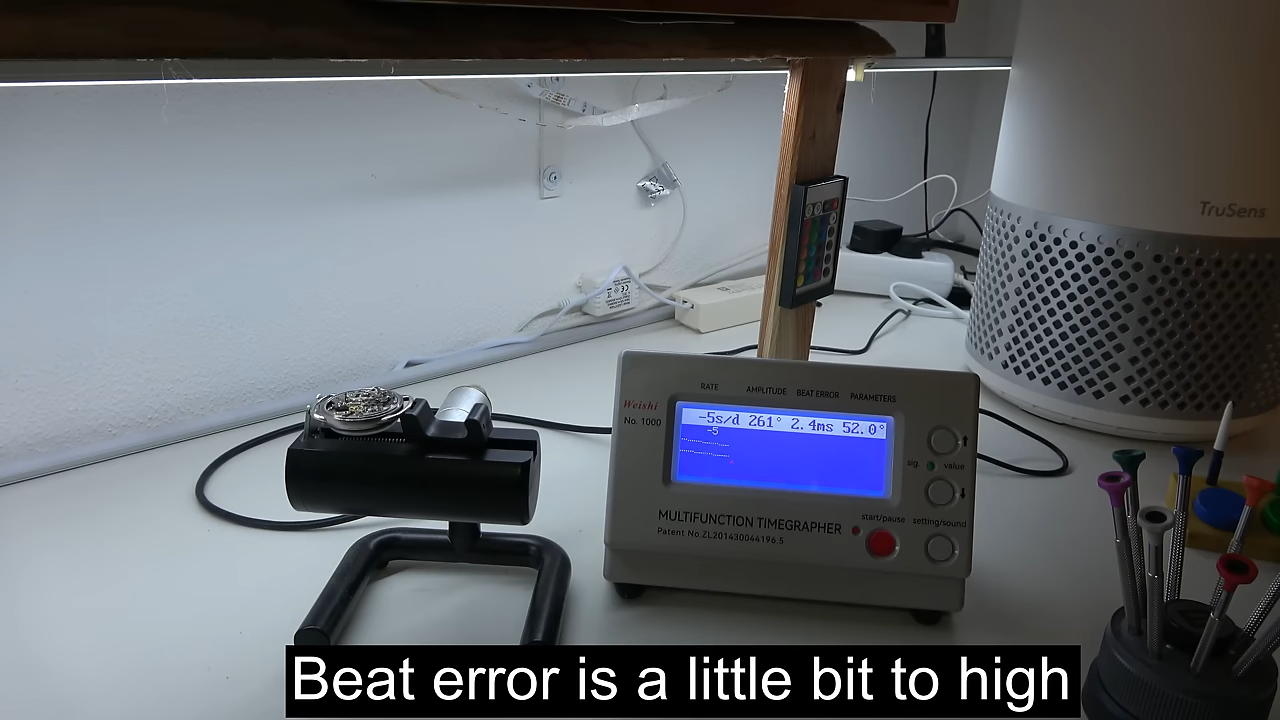 TruSens
RATE AMPLITUDE BEAT ERROR PARAMETERS
Weishi
No. 1000
-5s/d 261° 2.4ms 52.0°
-5
sig. value
start/pause setting/sound
MULTIFUNCTION TIMEGRAPHER
Patent No.ZL201430044196.5
Beat error is a little bit to high